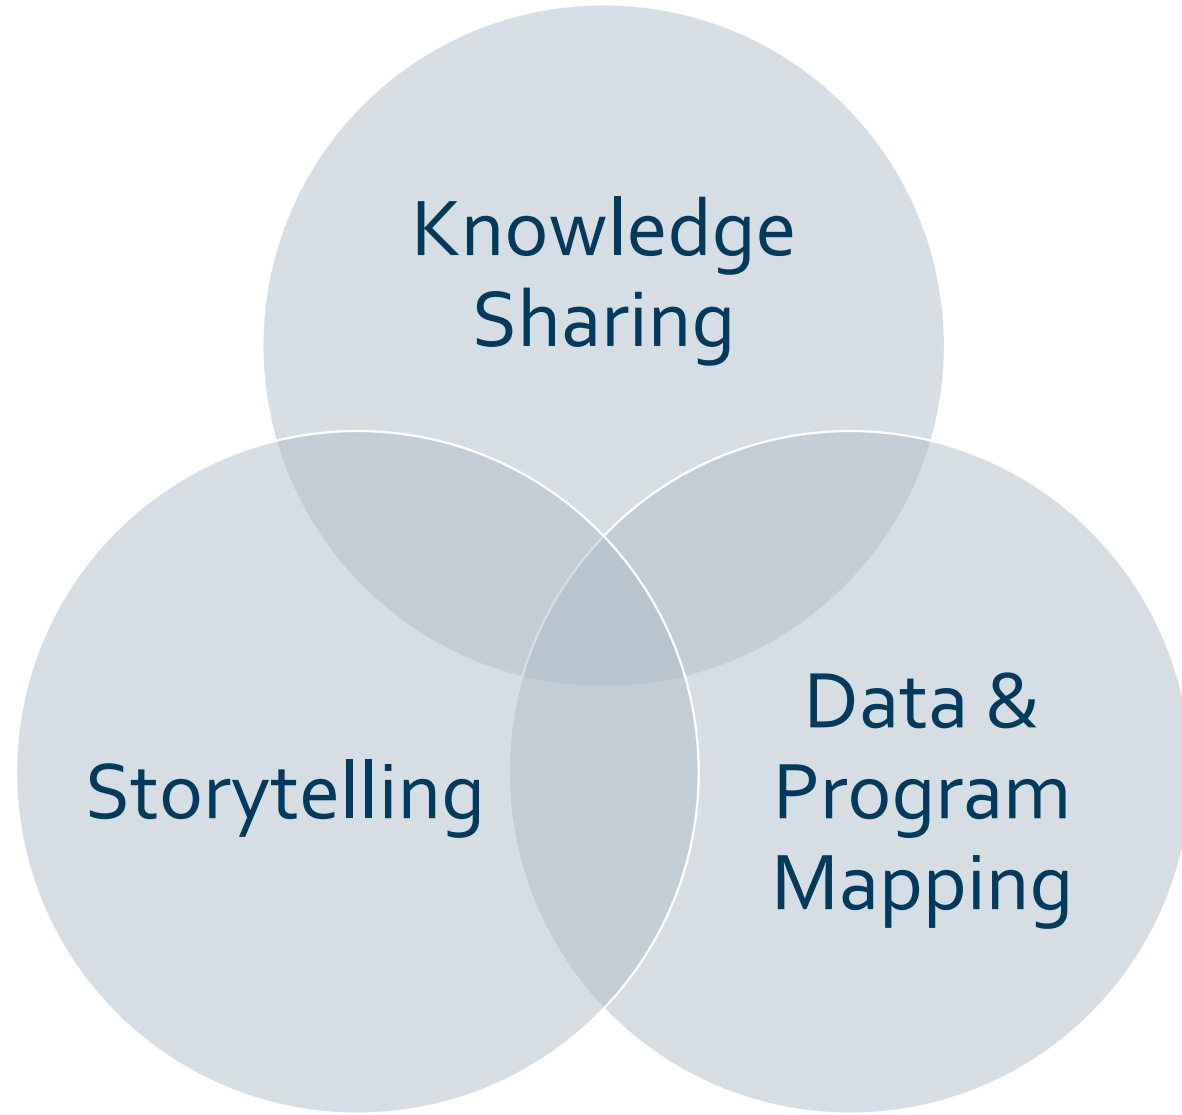 Knowledge
Sharing
Storytelling
Data &
Program
Mapping